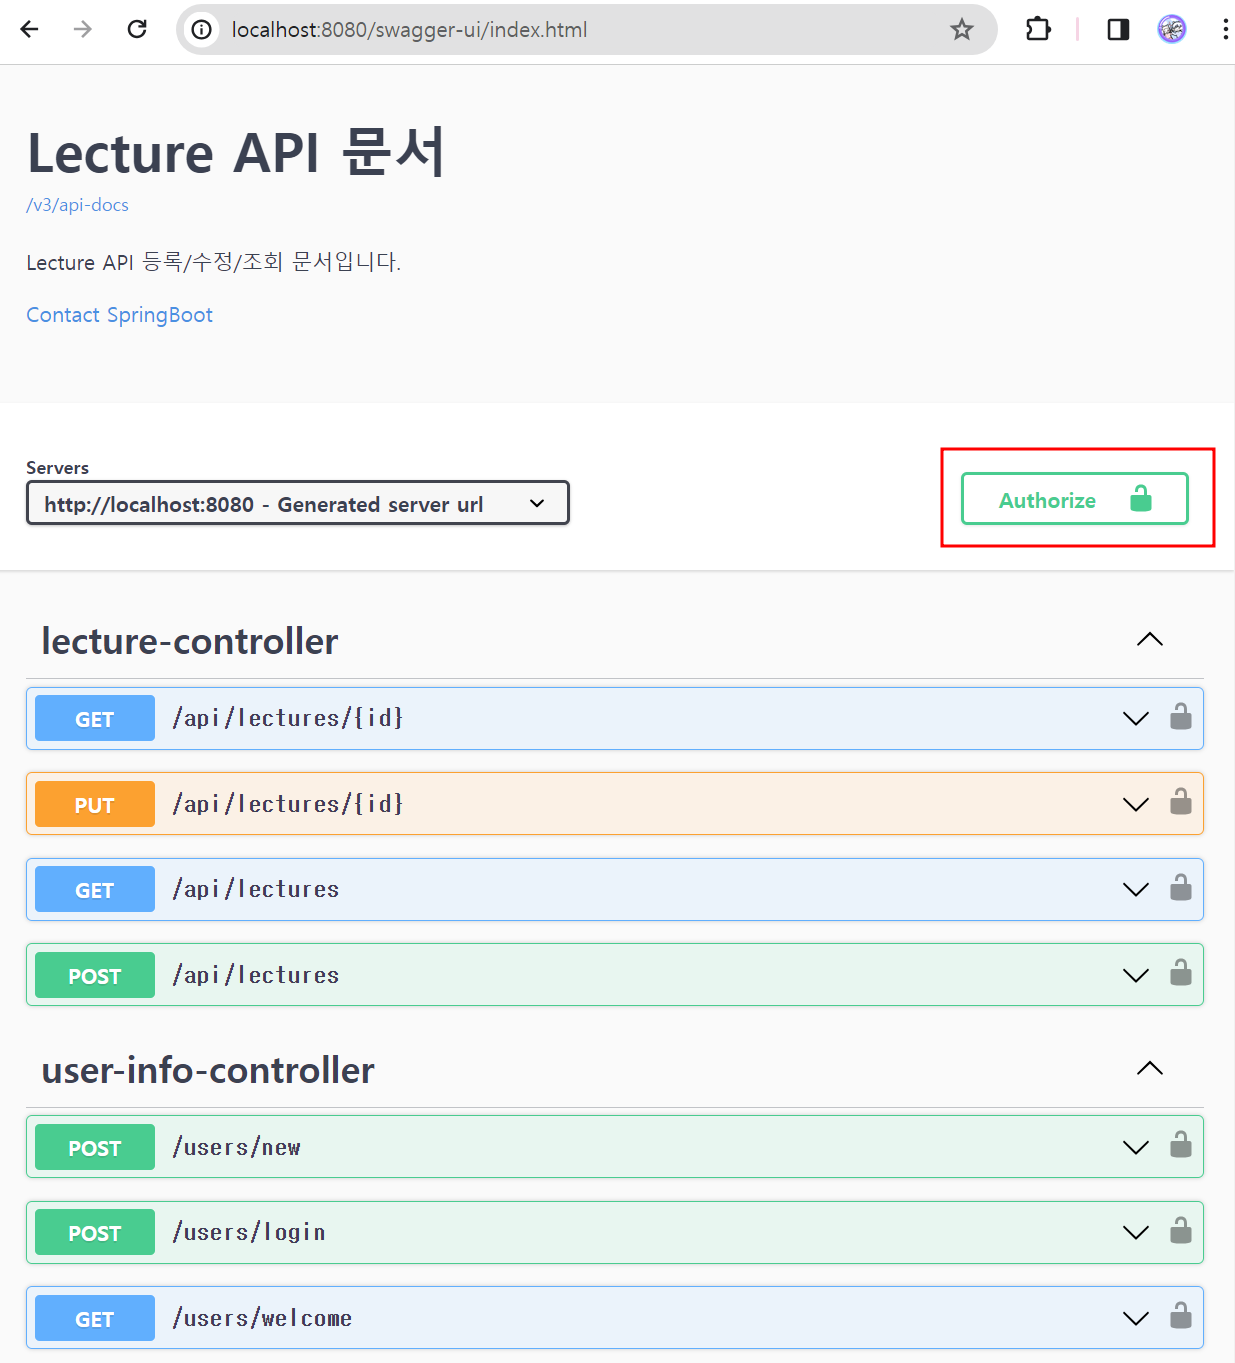 localhost:8080/swagger-ui/index.html
Lecture API 문서
/v3/api-docs
Lecture API 등록/수정/조회 문서입니다.
Contact SpringBoot
Servers
http://localhost:8080 - Generated server url
Authorize
lecture-controller
GET /api/lectures/{id}
PUT /api/lectures/{id}
GET /api/lectures
POST /api/lectures
user-info-controller
POST /users/new
POST /users/login
GET /users/welcome